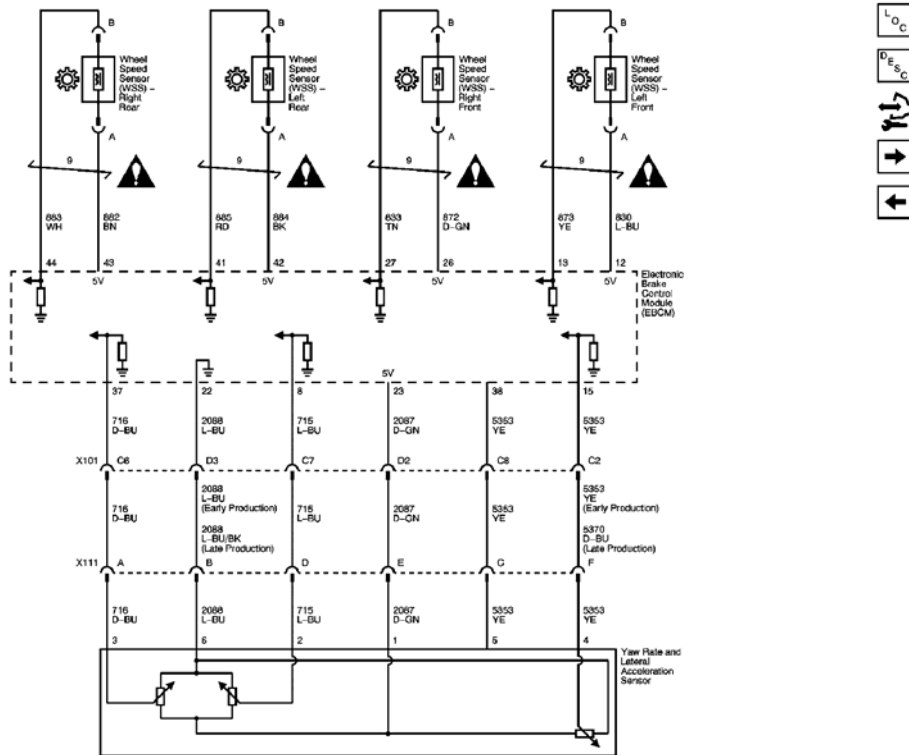 B
Wheel
Speed
Sensor
(WSS) –
Right
Rear
A
9
883
WH
882
BN
44
43
5V
B
Wheel
Speed
Sensor
(WSS) –
Left
Rear
A
9
885
RD
884
BK
41
42
5V
B
Wheel
Speed
Sensor
(WSS) –
Right
Front
A
9
833
TN
872
D-GN
27
26
5V
B
Wheel
Speed
Sensor
(WSS) –
Left
Front
A
9
873
YE
830
L-BU
13
12
5V
Electronic
Brake
Control
Module
(EBCM)
5V
37
22
8
23
38
15
716
D-BU
2088
L-BU
715
L-BU
2087
D-GN
5353
YE
5353
YE
X101
C6
D3
C7
D2
C8
C2
716
D-BU
2088
L-BU
(Early Production)
2088
L-BU/BK
(Late Production)
715
L-BU
2087
D-GN
5353
YE
5353
YE
(Early Production)
5370
D-BU
(Late Production)
X111
A
B
D
E
C
F
716
D-BU
2088
L-BU
715
L-BU
2087
D-GN
5353
YE
5353
YE
3
6
2
1
5
4
Yaw Rate and
Lateral
Acceleration
Sensor
LOC
DESC